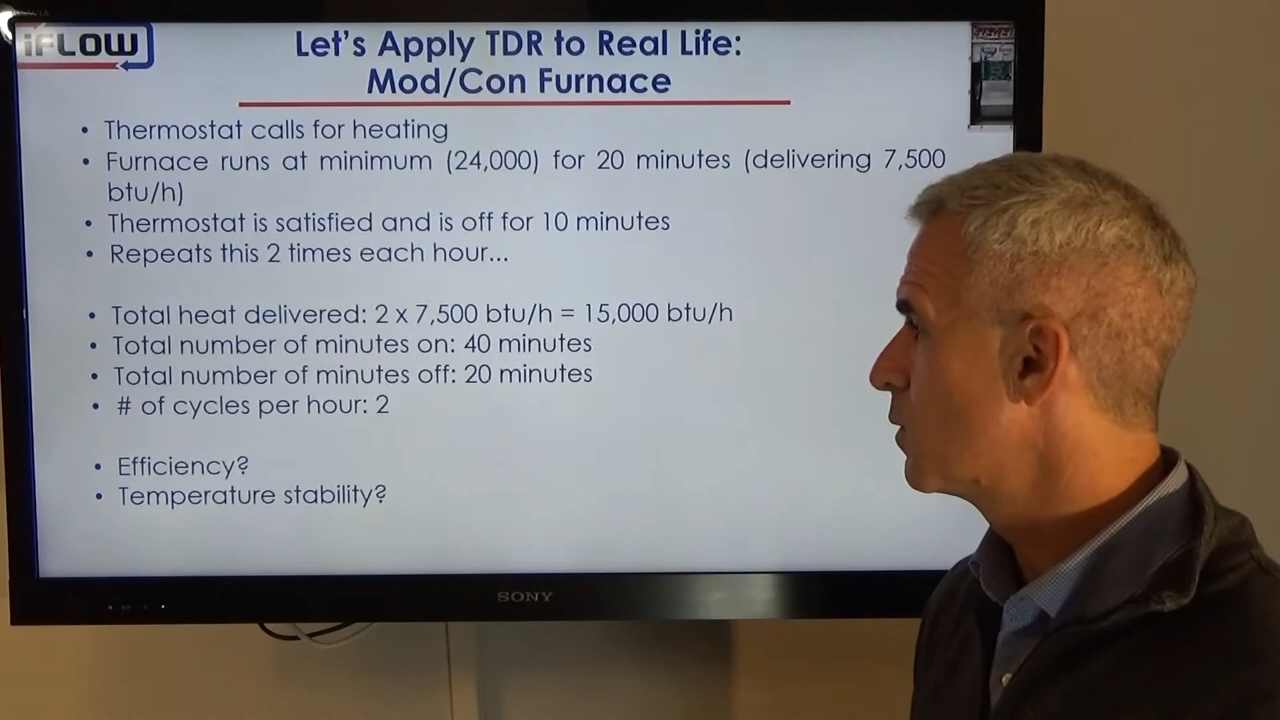 iFLOW
Let's Apply TDR to Real Life:
Mod/Con Furnace
• Thermostat calls for heating
• Furnace runs at minimum (24,000) for 20 minutes (delivering 7,500
btu/h)
• Thermostat is satisfied and is off for 10 minutes
• Repeats this 2 times each hour...
• Total heat delivered: 2 x 7,500 btu/h = 15,000 btu/h
• Total number of minutes on: 40 minutes
• Total number of minutes off: 20 minutes
• # of cycles per hour: 2
• Efficiency?
• Temperature stability?
SONY